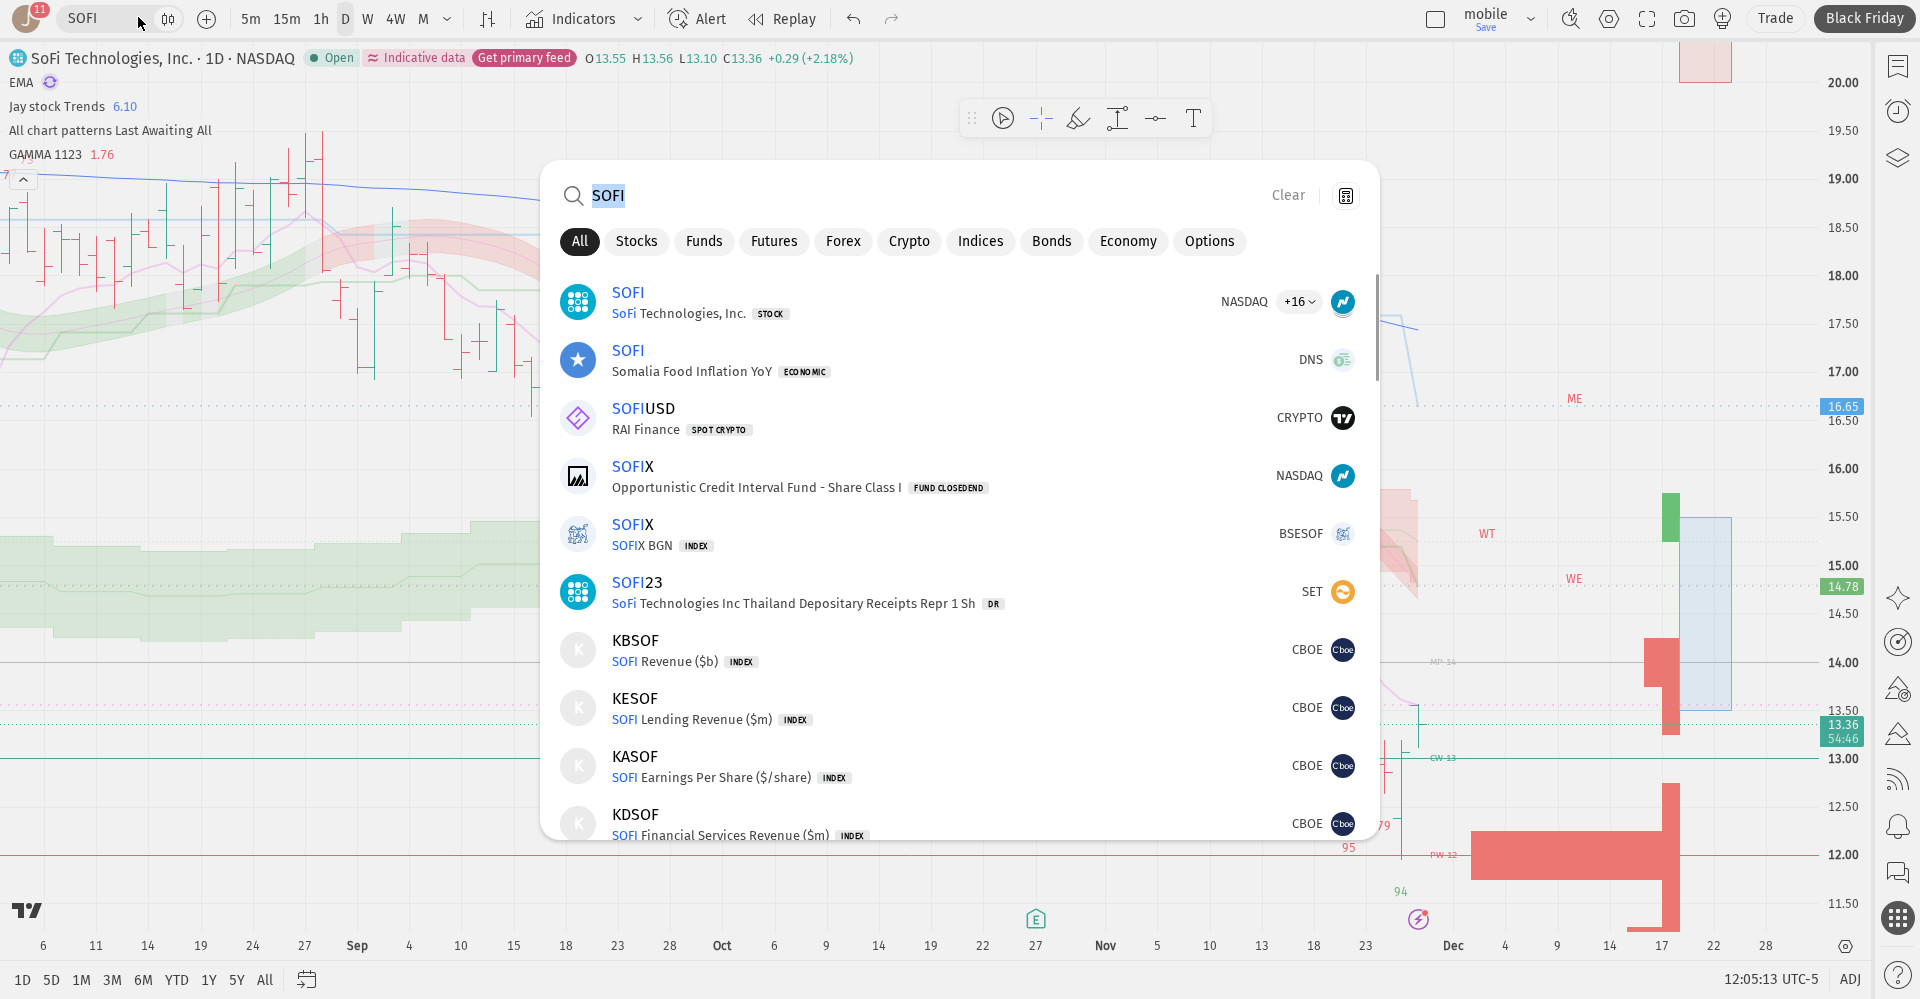 J 11 SOFI 5m 15m 1h D W 4W M Indicators Alert Replay mobile Save Trade Black Friday
SoFi Technologies, Inc. · 1D · NASDAQ Open Indicative data Get primary feed O13.55 H13.56 L13.10 C13.36 +0.29 (+2.18%)
EMA
Jay stock Trends 6.10
All chart patterns Last Awaiting All
GAMMA 1123 1.76
SOFI Clear
All Stocks Funds Futures Forex Crypto Indices Bonds Economy Options
SOFI
SoFi Technologies, Inc. STOCK NASDAQ +16
SOFI
Somalia Food Inflation YoY ECONOMIC DNS
SOFIUSD
RAI Finance SPOT CRYPTO CRYPTO
SOFIX
Opportunistic Credit Interval Fund - Share Class I FUND CLOSEDEND NASDAQ
SOFIX
SOFIX BGN INDEX BSESOF
SOFI23
SoFi Technologies Inc Thailand Depositary Receipts Repr 1 Sh DR SET
K KBSOF
SOFI Revenue ($b) INDEX CBOE Cboe
K KESOF
SOFI Lending Revenue ($m) INDEX CBOE Cboe
K KASOF
SOFI Earnings Per Share ($/share) INDEX CBOE Cboe
K KDSOF
SOFI Financial Services Revenue ($m) INDEX CBOE Cboe
ME
WT
WE
MP 14
CW 13
PW 12
79
95
94
E
20.00
19.50
19.00
18.50
18.00
17.50
17.00
16.65
16.50
16.00
15.50
15.00
14.78
14.50
14.00
13.50
13.36
54:46
13.00
12.50
12.00
11.50
6 11 14 19 24 27 Sep 4 10 15 18 23 28 Oct 6 9 14 19 22 27 Nov 5 10 13 18 23 Dec 4 9 14 17 22 28
1D 5D 1M 3M 6M YTD 1Y 5Y All 12:05:13 UTC-5 ADJ